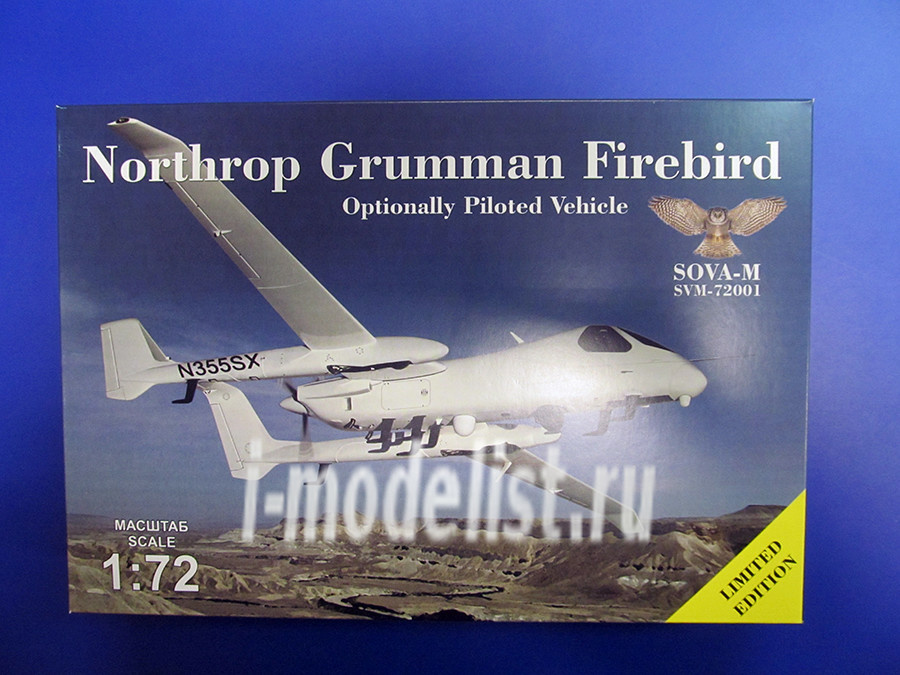 Northrop Grumman Firebird
Optionally Piloted Vehicle
SOVA-M
SVM-72001
N355SX
i-modelist.ru
МАСШТАБ
SCALE
1:72
LIMITED
EDITION